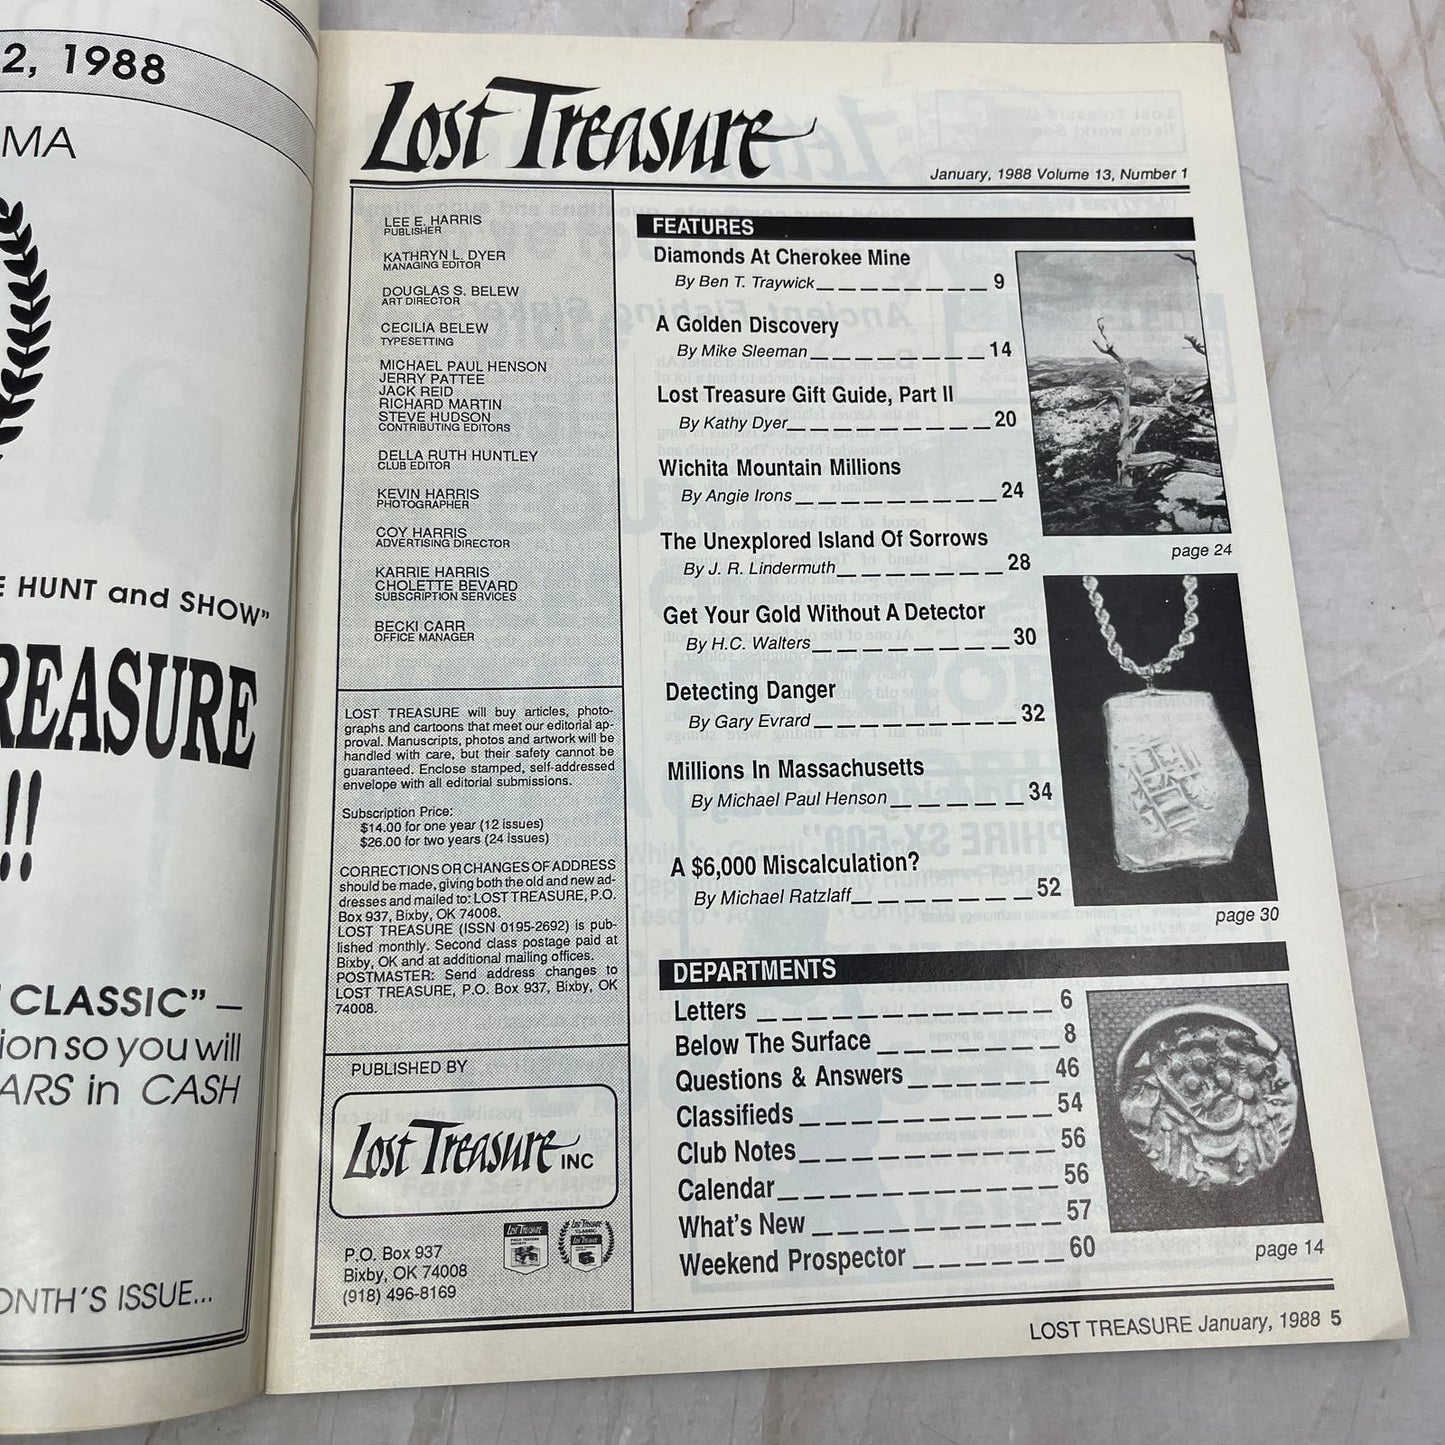 2, 1988
MA
E HUNT and SHOW"
REASURE
!!
CLASSIC" —
ion so you will
ARS in CASH
ONTH'S ISSUE...
Lost Treasure
January, 1988 Volume 13, Number 1
LEE E. HARRIS
PUBLISHER
KATHRYN L. DYER
MANAGING EDITOR
DOUGLAS S. BELEW
ART DIRECTOR
CECILIA BELEW
TYPESETTING
MICHAEL PAUL HENSON
JERRY PATTEE
JACK REID
RICHARD MARTIN
STEVE HUDSON
CONTRIBUTING EDITORS
DELLA RUTH HUNTLEY
CLUB EDITOR
KEVIN HARRIS
PHOTOGRAPHER
COY HARRIS
ADVERTISING DIRECTOR
KARRIE HARRIS
CHOLETTE BEVARD
SUBSCRIPTION SERVICES
BECKI CARR
OFFICE MANAGER
LOST TREASURE will buy articles, photo-
graphs and cartoons that meet our editorial ap-
proval. Manuscripts, photos and artwork will be
handled with care, but their safety cannot be
guaranteed. Enclose stamped, self-addressed
envelope with all editorial submissions.
Subscription Price:
$14.00 for one year (12 issues)
$26.00 for two years (24 issues)
CORRECTIONS OR CHANGES OF ADDRESS
should be made, giving both the old and new ad-
dresses and mailed to: LOST TREASURE, P.O.
Box 937, Bixby, OK 74008.
LOST TREASURE (ISSN 0195-2692) is pub-
lished monthly. Second class postage paid at
Bixby, OK and at additional mailing offices.
POSTMASTER: Send address changes to
LOST TREASURE, P.O. Box 937, Bixby, OK
74008.
PUBLISHED BY
Lost Treasure INC
P.O. Box 937
Bixby, OK 74008
(918) 496-8169
FEATURES
Diamonds At Cherokee Mine
By Ben T. Traywick 9
A Golden Discovery
By Mike Sleeman 14
Lost Treasure Gift Guide, Part II
By Kathy Dyer 20
Wichita Mountain Millions
By Angie Irons 24
The Unexplored Island Of Sorrows
By J. R. Lindermuth 28
Get Your Gold Without A Detector
By H.C. Walters 30
Detecting Danger
By Gary Evrard 32
Millions In Massachusetts
By Michael Paul Henson 34
A $6,000 Miscalculation?
By Michael Ratzlaff 52
page 24
page 30
DEPARTMENTS
Letters 6
Below The Surface 8
Questions & Answers 46
Classifieds 54
Club Notes 56
Calendar 56
What's New 57
Weekend Prospector 60
page 14
LOST TREASURE January, 1988 5